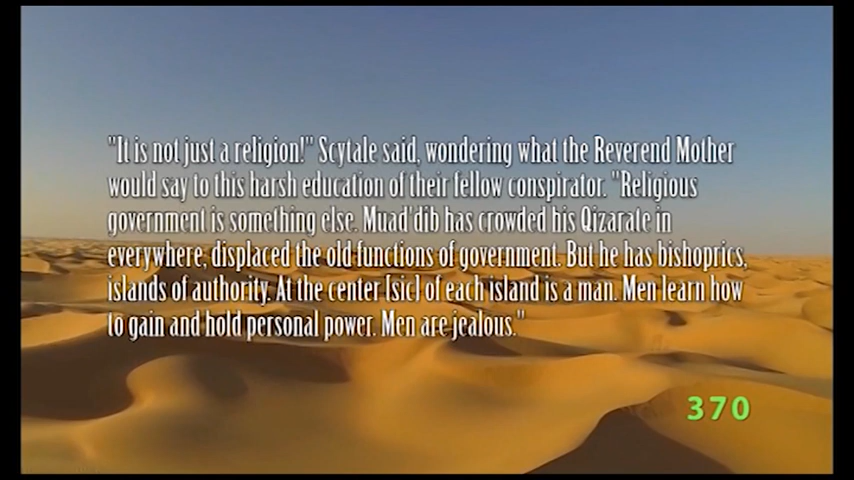 "It is not just a religion!" Scytale said, wondering what the Reverend Mother
would say to this harsh education of their fellow conspirator. "Religious
government is something else. Muad'dib has crowded his Qizarate in
everywhere, displaced the old functions of government. But he has bishoprics,
islands of authority. At the center [sic] of each island is a man. Men learn how
to gain and hold personal power. Men are jealous."
370